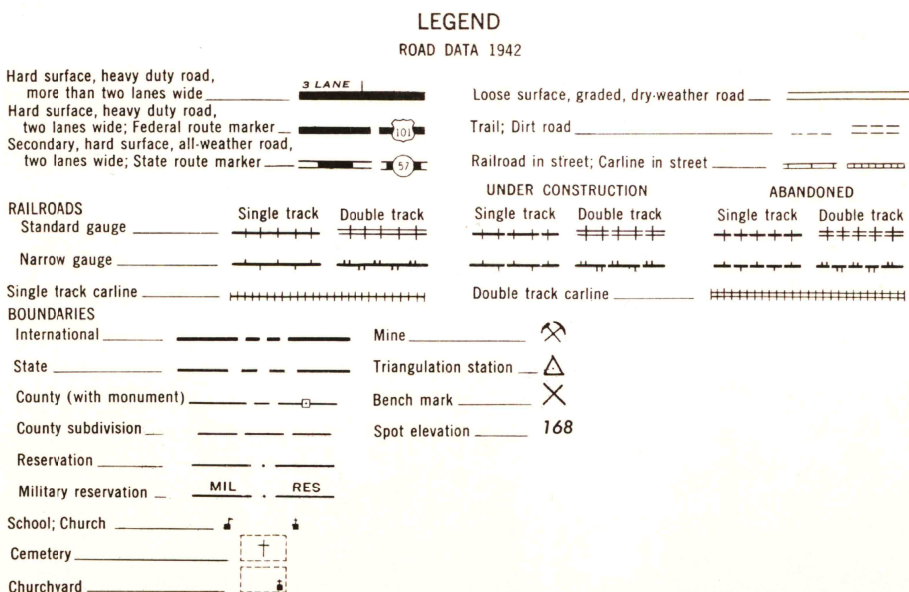 LEGEND
ROAD DATA 1942
Hard surface, heavy duty road,
more than two lanes wide
3 LANE
Hard surface, heavy duty road,
two lanes wide; Federal route marker
101
Secondary, hard surface, all-weather road,
two lanes wide; State route marker
57
Loose surface, graded, dry-weather road
Trail; Dirt road
Railroad in street; Carline in street
UNDER CONSTRUCTION
ABANDONED
RAILROADS
Single track Double track
Single track Double track
Single track Double track
Standard gauge
Narrow gauge
Single track carline
Double track carline
BOUNDARIES
International
State
County (with monument)
County subdivision
Reservation
Military reservation
MIL . RES
Mine
Triangulation station
Bench mark
Spot elevation
168
School; Church
Cemetery
Churchyard